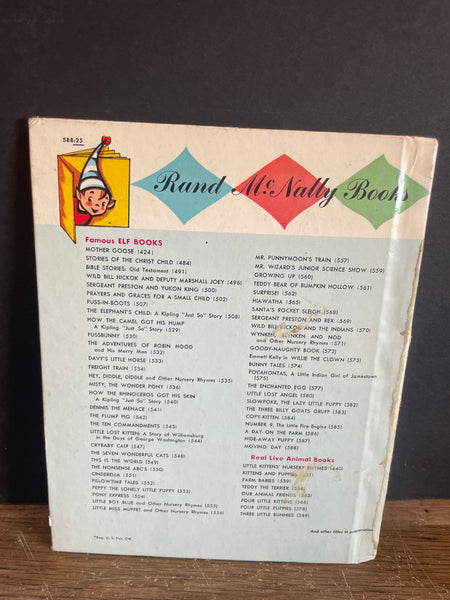 588:25
Rand McNally Books
Famous ELF BOOKS
MOTHER GOOSE (424)
STORIES OF THE CHRIST CHILD (484)
BIBLE STORIES: Old Testament (491)
WILD BILL HICKOK AND DEPUTY MARSHALL JOEY (496)
SERGEANT PRESTON AND YUKON KING (500)
PRAYERS AND GRACES FOR A SMALL CHILD (502)
PUSS-IN-BOOTS (507)
THE ELEPHANT'S CHILD: A Kipling "Just So" Story (508)
HOW THE CAMEL GOT HIS HUMP
A Kipling "Just So" Story (529)
PUSSBUNNY (530)
THE ADVENTURES OF ROBIN HOOD
and His Merry Men (532)
DAVY'S LITTLE HORSE (533)
FREIGHT TRAIN (534)
HEY, DIDDLE, DIDDLE and Other Nursery Rhymes (535)
MISTY, THE WONDER PONY (538)
HOW THE RHINOCEROS GOT HIS SKIN
A Kipling "Just So" Story (540)
DENNIS THE MENACE (541)
THE PLUMP PIG (542)
THE TEN COMMANDMENTS (543)
LITTLE LOST KITTEN, A Story of Williamsburg
in the Days of George Washington (544)
CRYBABY CALF (547)
THE SEVEN WONDERFUL CATS (548)
THIS IS THE WORLD (549)
THE NONSENSE ABC'S (550)
CINDERELLA (551)
PILLOWTIME TALES (552)
PEPPY THE LONELY LITTLE PUPPY (553)
PONY EXPRESS (554)
LITTLE BOY BLUE and Other Nursery Rhymes (555)
LITTLE MISS MUFFET and Other Nursery Rhymes (556)
*Reg. U. S. Pat. Off.
MR. PUNNYMOON'S TRAIN (557)
MR. WIZARD'S JUNIOR SCIENCE SHOW (559)
GROWING UP (560)
TEDDY BEAR OF BUMPKIN HOLLOW (561)
SURPRISE! (562)
HIAWATHA (565)
SANTA'S ROCKET SLEIGH (568)
SERGEANT PRESTON AND REX (569)
WILD BILL HICKOK AND THE INDIANS (570)
WYNKEN, BLYNKEN AND NOD
and Other Nursery Rhymes (571)
GOODY-NAUGHTY BOOK (572)
Emmett Kelly in WILLIE THE CLOWN (573)
BUNNY TALES (574)
POCAHONTAS, A Little Indian Girl of Jamestown
(575)
THE ENCHANTED EGG (577)
LITTLE LOST ANGEL (580)
SLOWPOKE, THE LAZY LITTLE PUPPY (582)
THE THREE BILLY GOATS GRUFF (583)
COPY-KITTEN (584)
NUMBER 9, The Little Fire Engine (585)
A DAY ON THE FARM (586)
HIDE-AWAY PUPPY (587)
MOVING DAY (588)
Real Live Animal Books
LITTLE KITTENS' NURSERY RHYMES (440)
KITTENS AND PUPPIES
FARM BABIES (539)
TEDDY THE TERRIER
OUR ANIMAL FRIENDS
FOUR LITTLE KITTENS (566)
FOUR LITTLE PUPPIES
THREE LITTLE BUNNIES (589)
And other titles in preparation